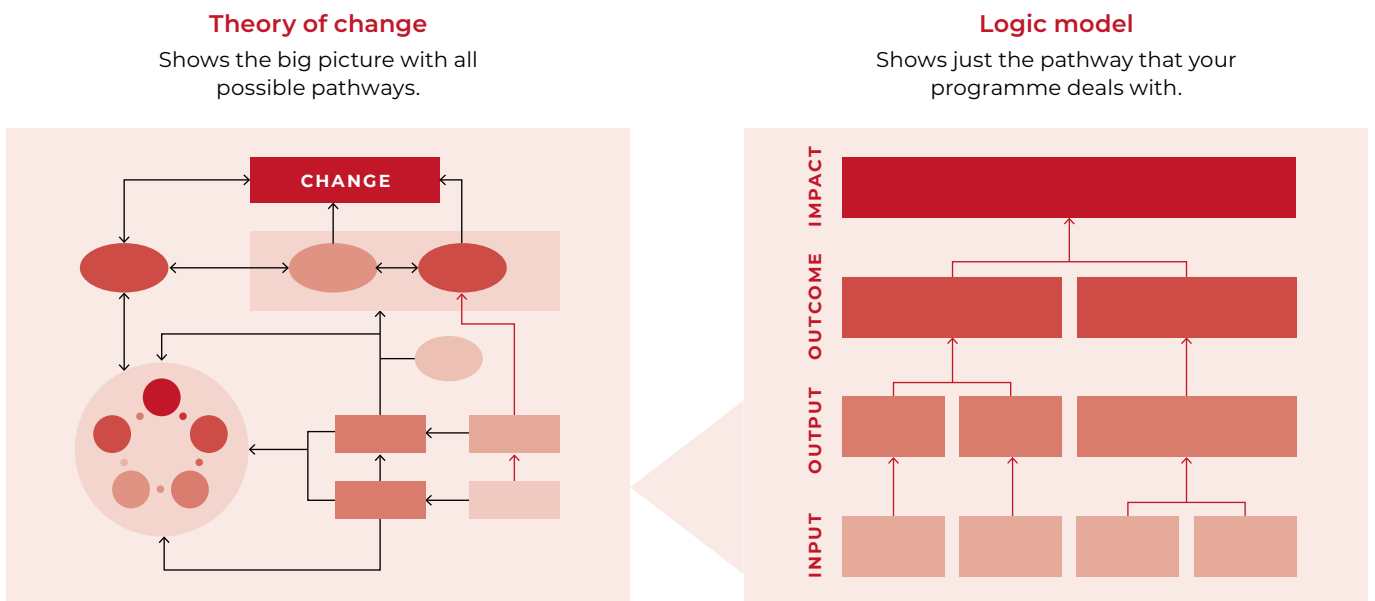 Theory of change
Shows the big picture with all
possible pathways.
CHANGE
Logic model
Shows just the pathway that your
programme deals with.
IMPACT
OUTCOME
OUTPUT
INPUT